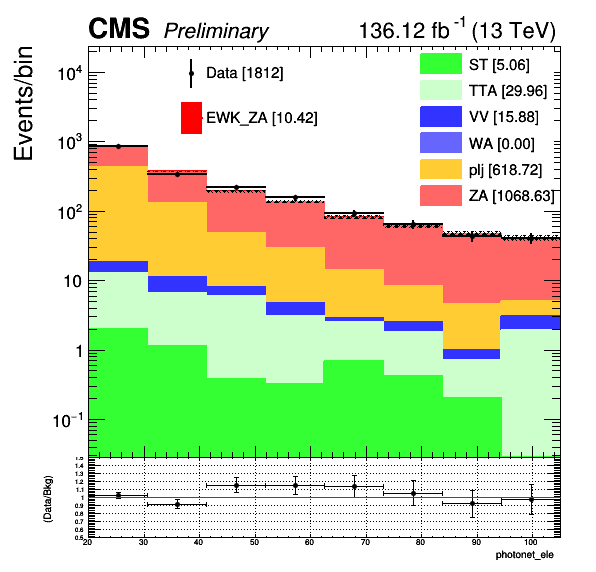 CMS Preliminary 136.12 fb⁻¹ (13 TeV)
Events/bin
10⁴
10³
10²
10
1
10⁻¹
Data [1812]
EWK_ZA [10.42]
ST [5.06]
TTA [29.96]
VV [15.88]
WA [0.00]
plj [618.72]
ZA [1068.63]
(Data/Bkg)
1.5
1.4
1.3
1.2
1.1
1
0.9
0.8
0.7
0.6
0.5
20 30 40 50 60 70 80 90 100
photonet_ele